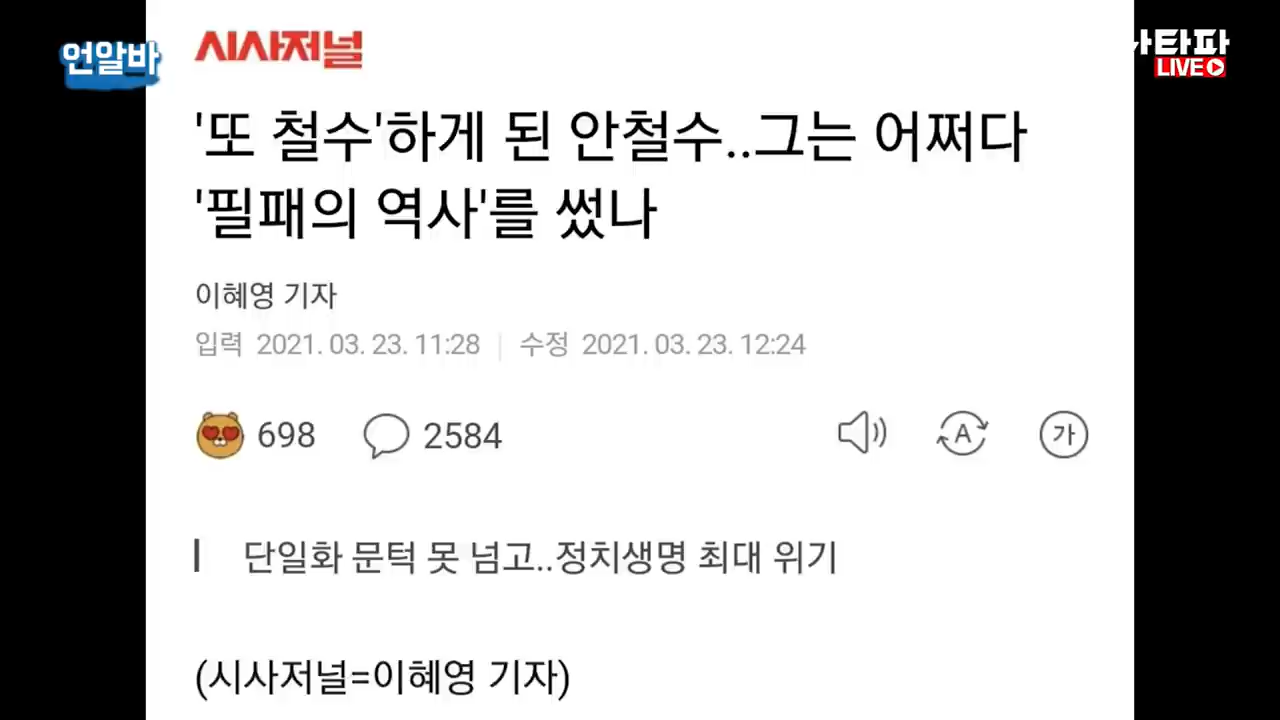 언알바
시사저널
타파
LIVE
'또 철수'하게 된 안철수..그는 어쩌다
'필패의 역사'를 썼나
이혜영 기자
입력 2021. 03. 23. 11:28 | 수정 2021. 03. 23. 12:24
698 2584
A 가
단일화 문턱 못 넘고..정치생명 최대 위기
(시사저널=이혜영 기자)